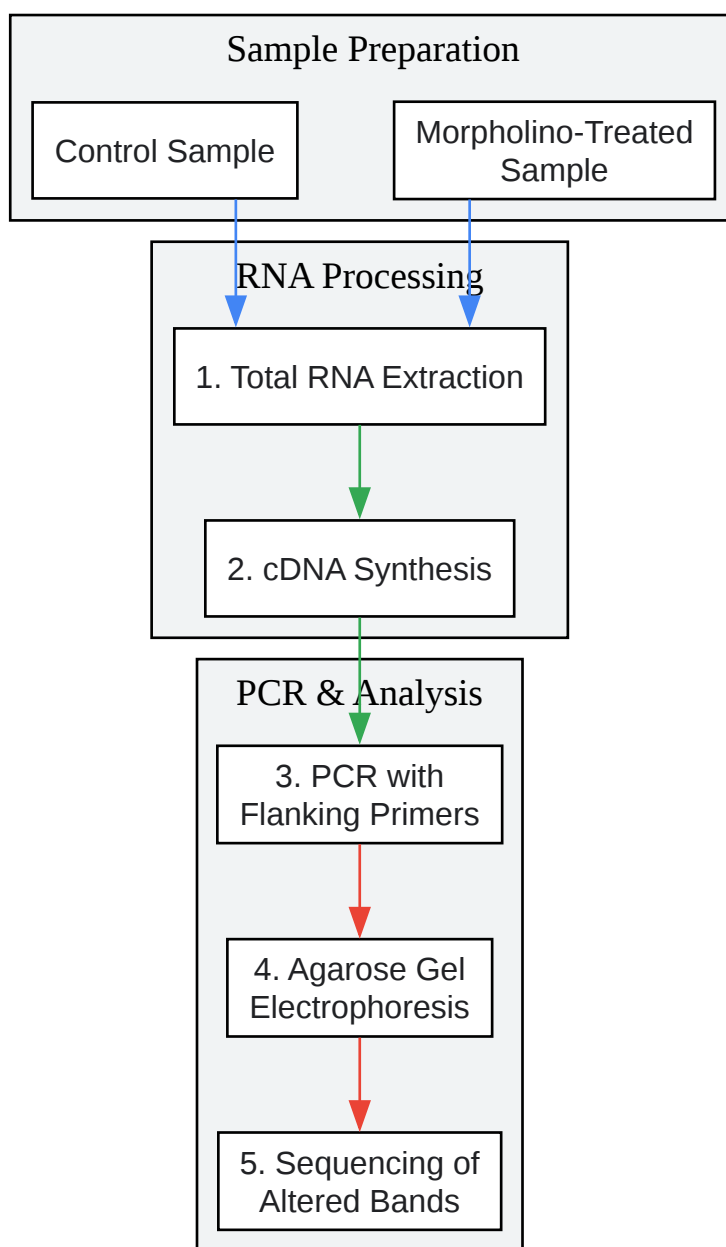 Sample Preparation
Control Sample
Morpholino-Treated
Sample
RNA Processing
1. Total RNA Extraction
2. cDNA Synthesis
PCR & Analysis
3. PCR with
Flanking Primers
4. Agarose Gel
Electrophoresis
5. Sequencing of
Altered Bands